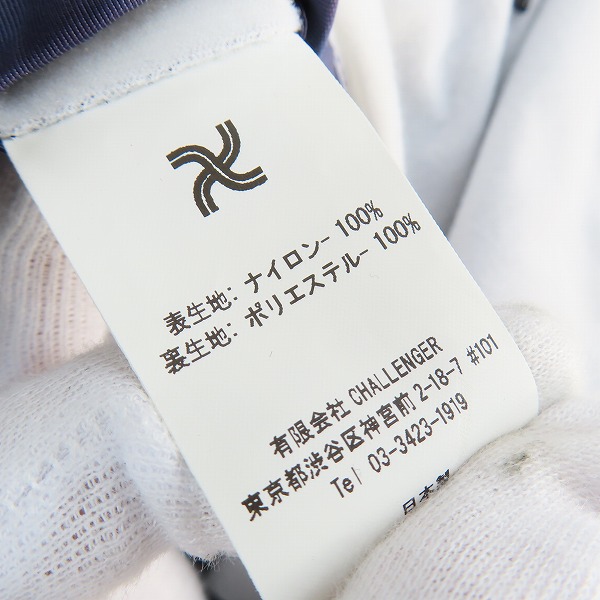 表生地: ナイロン- 100%
裏生地: ポリエステル- 100%
有限会社 CHALLENGER
東京都渋谷区神宮前2-18-7 #101
Tel 03-3423-1919
日本製